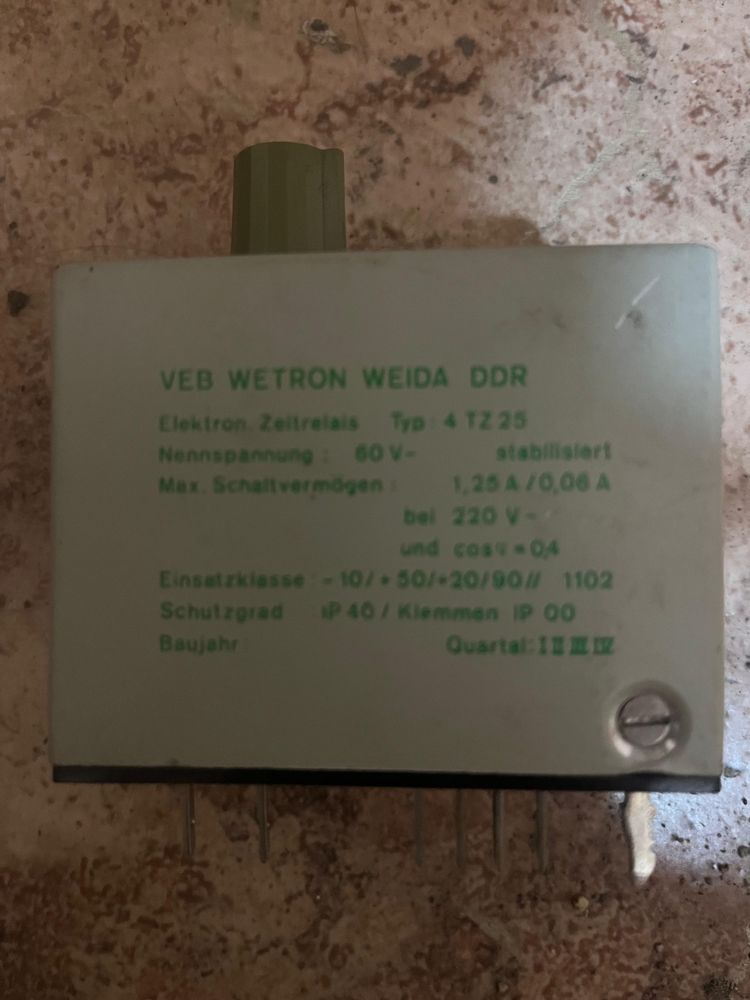 VEB WETRON WEIDA DDR
Elektron. Zeitrelais Typ: 4 TZ 25
Nennspannung: 60 V- stabilisiert
Max. Schaltvermögen: 1,25 A / 0,06 A
bei 220 V~
und cos φ = 0,4
Einsatzklasse: -10/+50/+20/90// 1102
Schutzgrad : IP 40 / Klemmen IP 00
Baujahr: Quartal: I II III IV